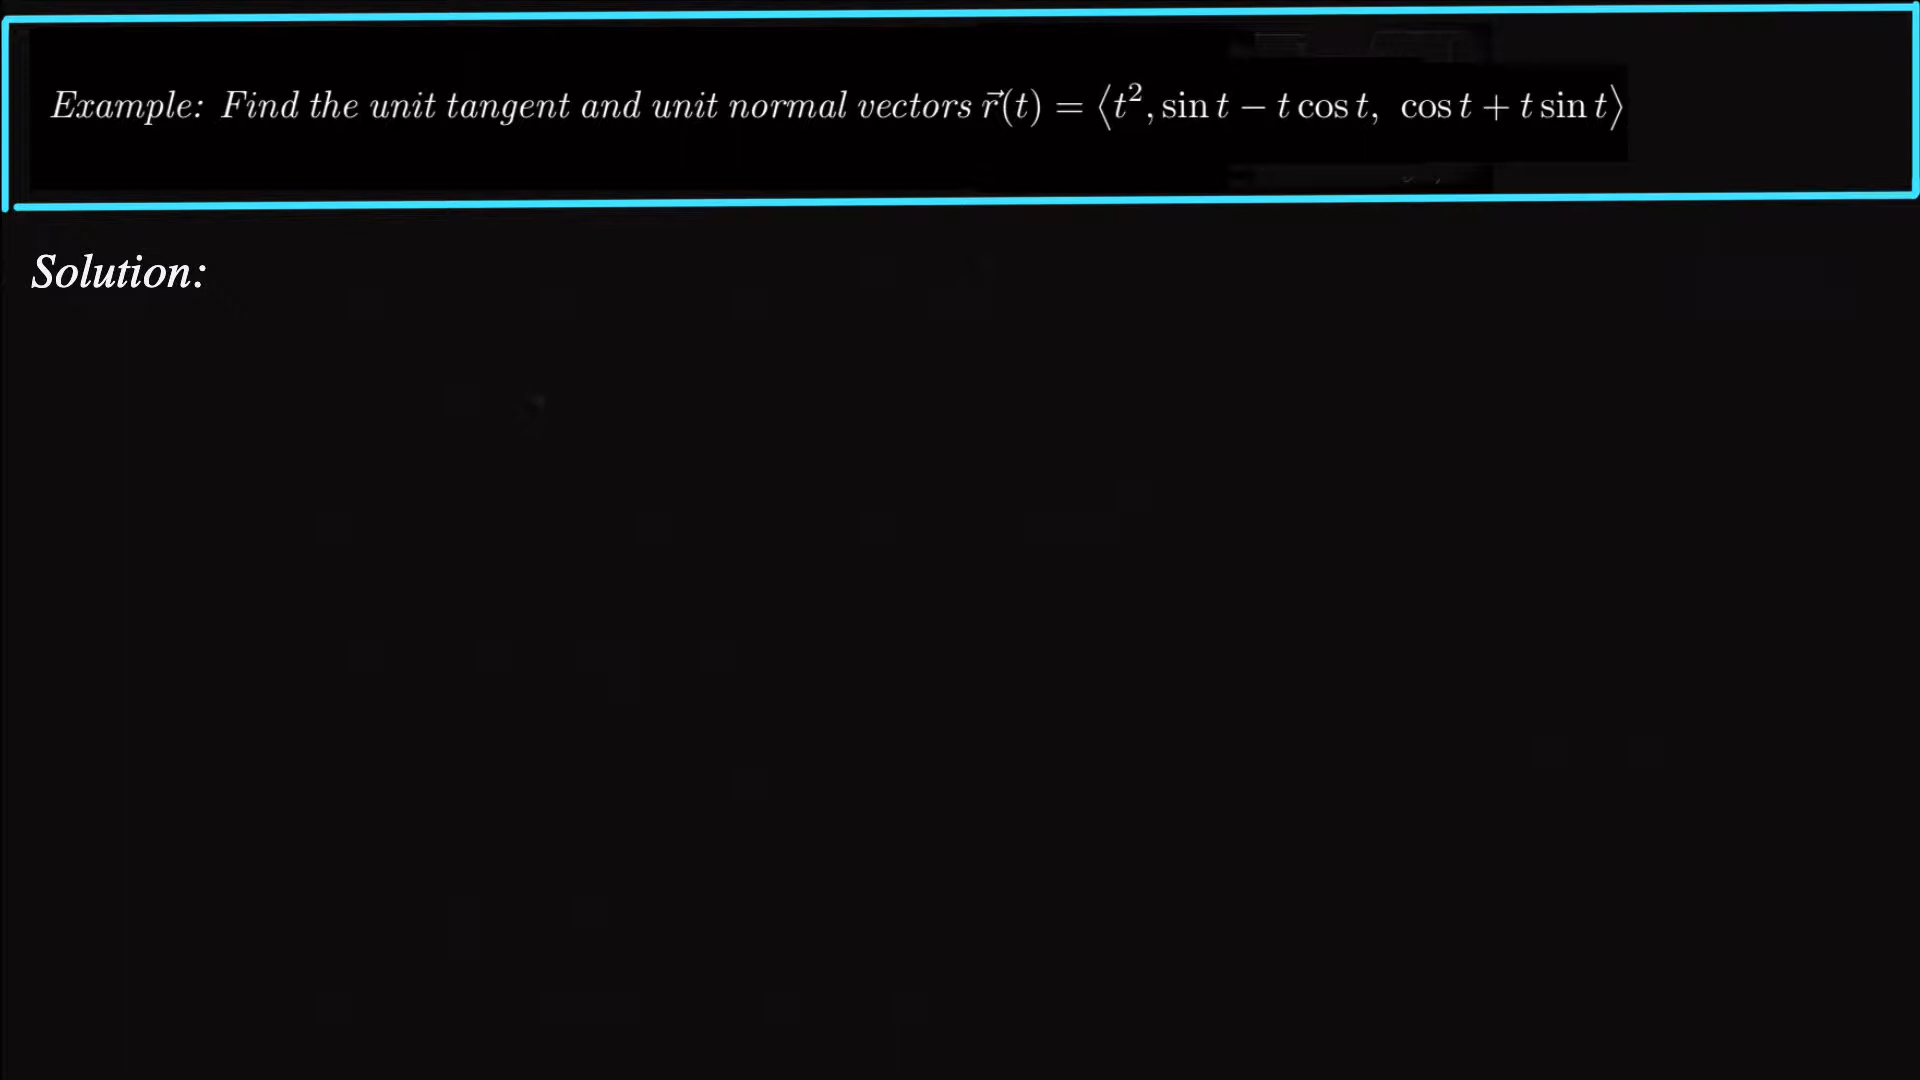 Example: Find the unit tangent and unit normal vectors r⃗(t) = ⟨t², sin t − t cos t, cos t + t sin t⟩
Solution: